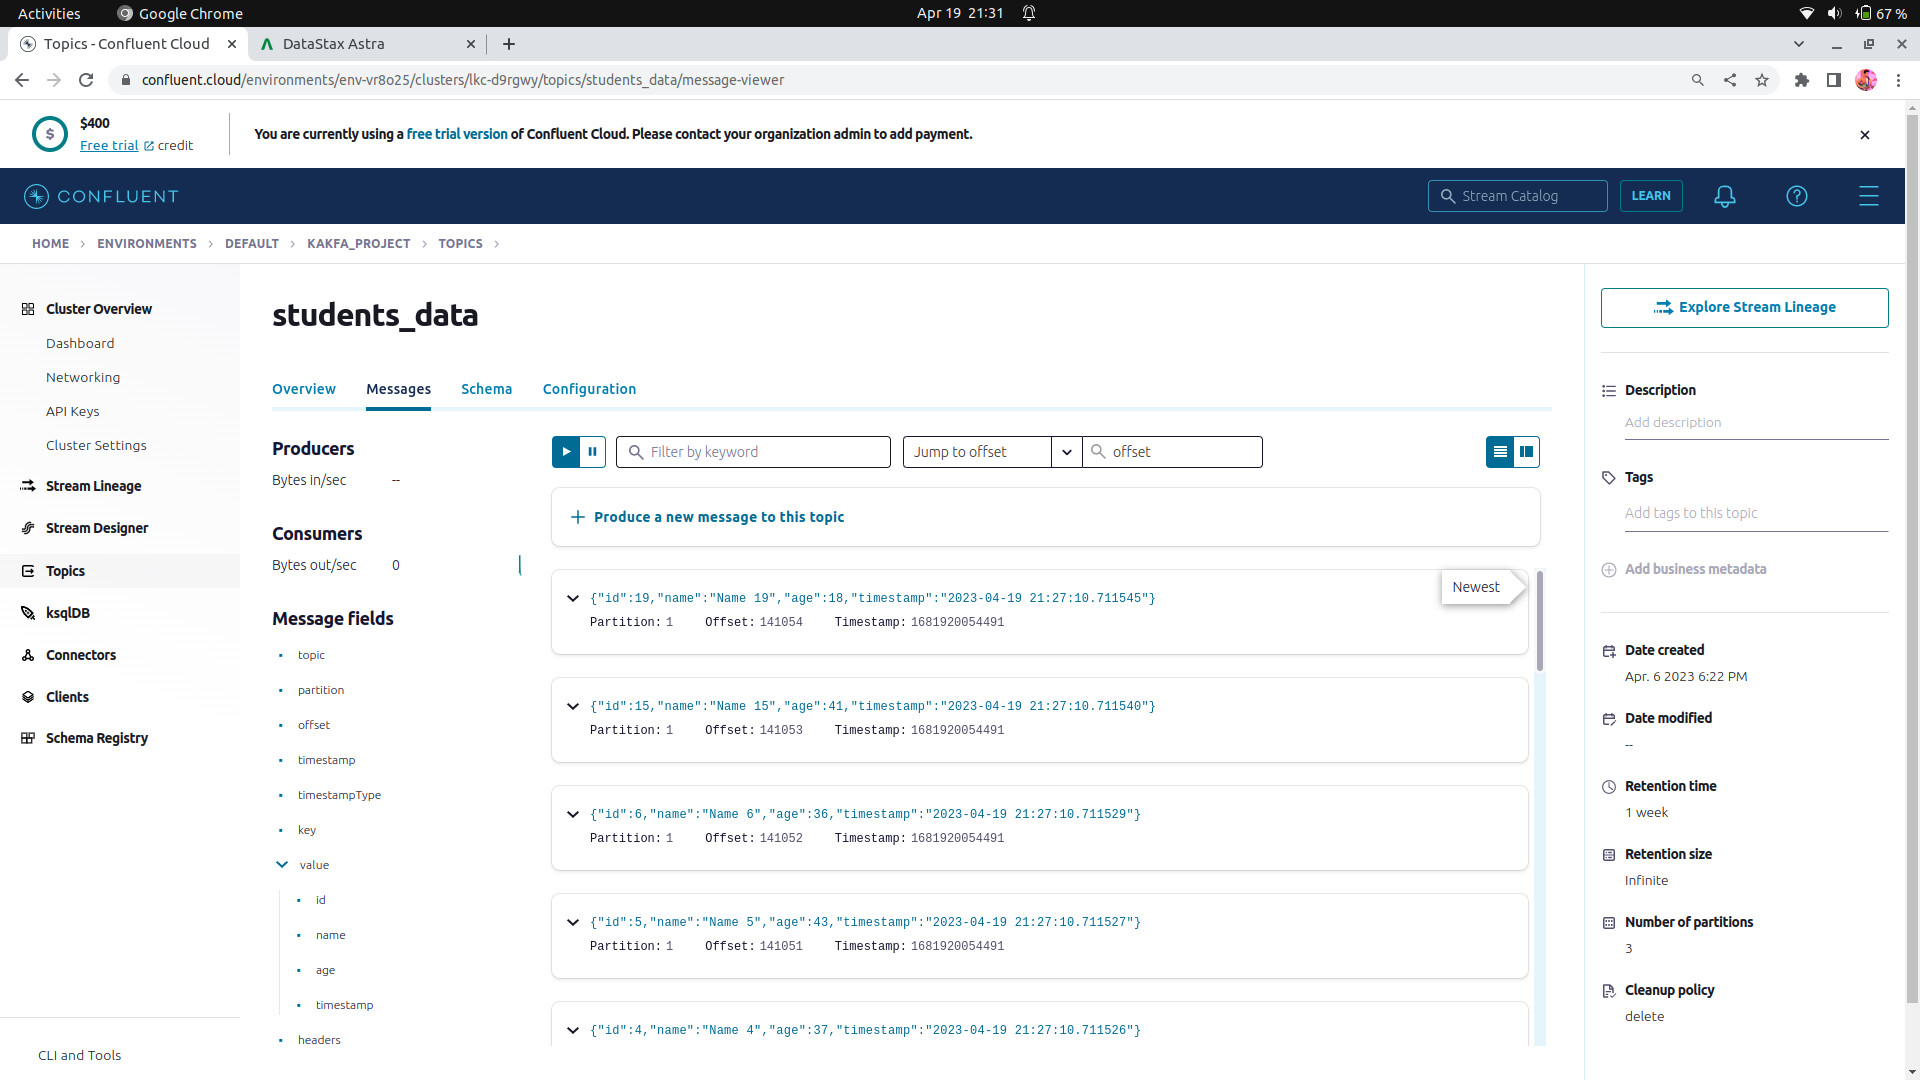 Activities
Google Chrome
Apr 19 21:31
67 %
Topics - Confluent Cloud
DataStax Astra
confluent.cloud/environments/env-vr8o25/clusters/lkc-d9rgwy/topics/students_data/message-viewer
$
$400
Free trial credit
You are currently using a free trial version of Confluent Cloud. Please contact your organization admin to add payment.
CONFLUENT
Stream Catalog
LEARN
HOME > ENVIRONMENTS > DEFAULT > KAKFA_PROJECT > TOPICS >
Cluster Overview
Dashboard
Networking
API Keys
Cluster Settings
Stream Lineage
Stream Designer
Topics
ksqlDB
Connectors
Clients
Schema Registry
CLI and Tools
students_data
Overview
Messages
Schema
Configuration
Producers
Bytes in/sec --
Consumers
Bytes out/sec 0
Message fields
topic
partition
offset
timestamp
timestampType
key
value
id
name
age
timestamp
headers
Filter by keyword
Jump to offset
offset
Produce a new message to this topic
Newest
{"id":19,"name":"Name 19","age":18,"timestamp":"2023-04-19 21:27:10.711545"}
Partition: 1 Offset: 141054 Timestamp: 1681920054491
{"id":15,"name":"Name 15","age":41,"timestamp":"2023-04-19 21:27:10.711540"}
Partition: 1 Offset: 141053 Timestamp: 1681920054491
{"id":6,"name":"Name 6","age":36,"timestamp":"2023-04-19 21:27:10.711529"}
Partition: 1 Offset: 141052 Timestamp: 1681920054491
{"id":5,"name":"Name 5","age":43,"timestamp":"2023-04-19 21:27:10.711527"}
Partition: 1 Offset: 141051 Timestamp: 1681920054491
{"id":4,"name":"Name 4","age":37,"timestamp":"2023-04-19 21:27:10.711526"}
Explore Stream Lineage
Description
Add description
Tags
Add tags to this topic
Add business metadata
Date created
Apr. 6 2023 6:22 PM
Date modified
--
Retention time
1 week
Retention size
Infinite
Number of partitions
3
Cleanup policy
delete